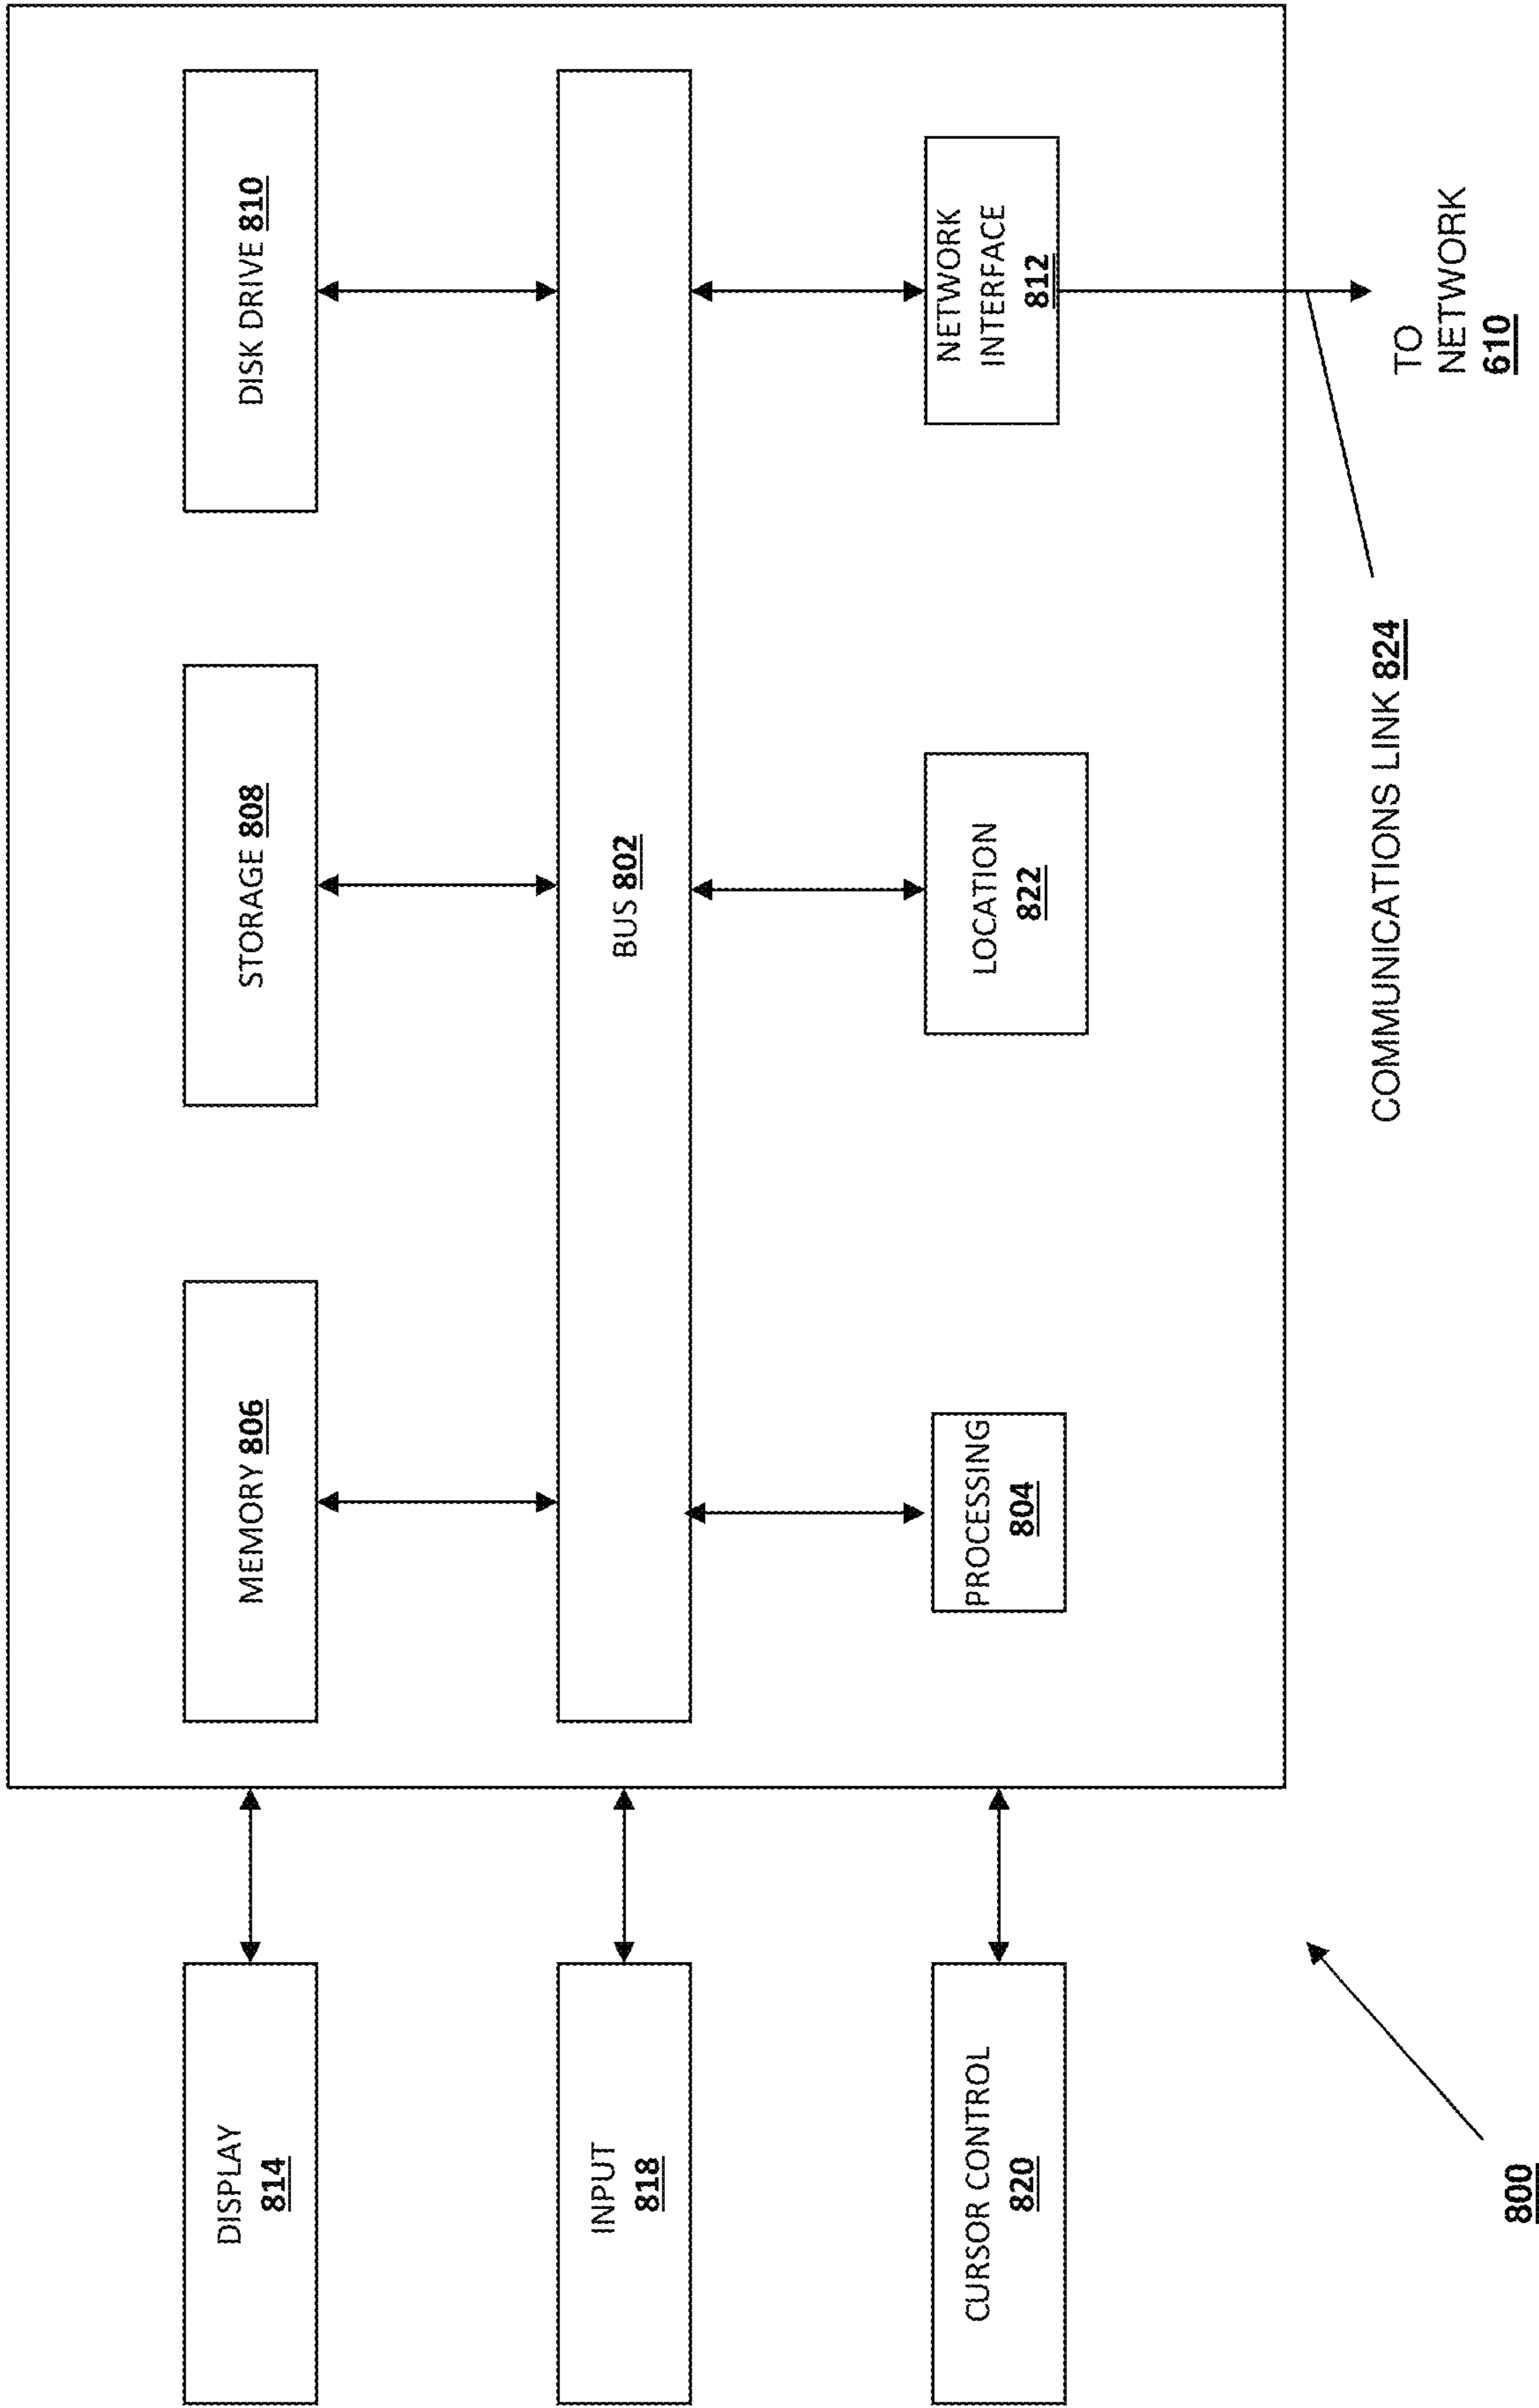 DISPLAY
814
INPUT
818
CURSOR CONTROL
820
MEMORY 806
STORAGE 808
DISK DRIVE 810
BUS 802
PROCESSING
804
LOCATION
822
NETWORK
INTERFACE
812
COMMUNICATIONS LINK 824
TO
NETWORK
610
800